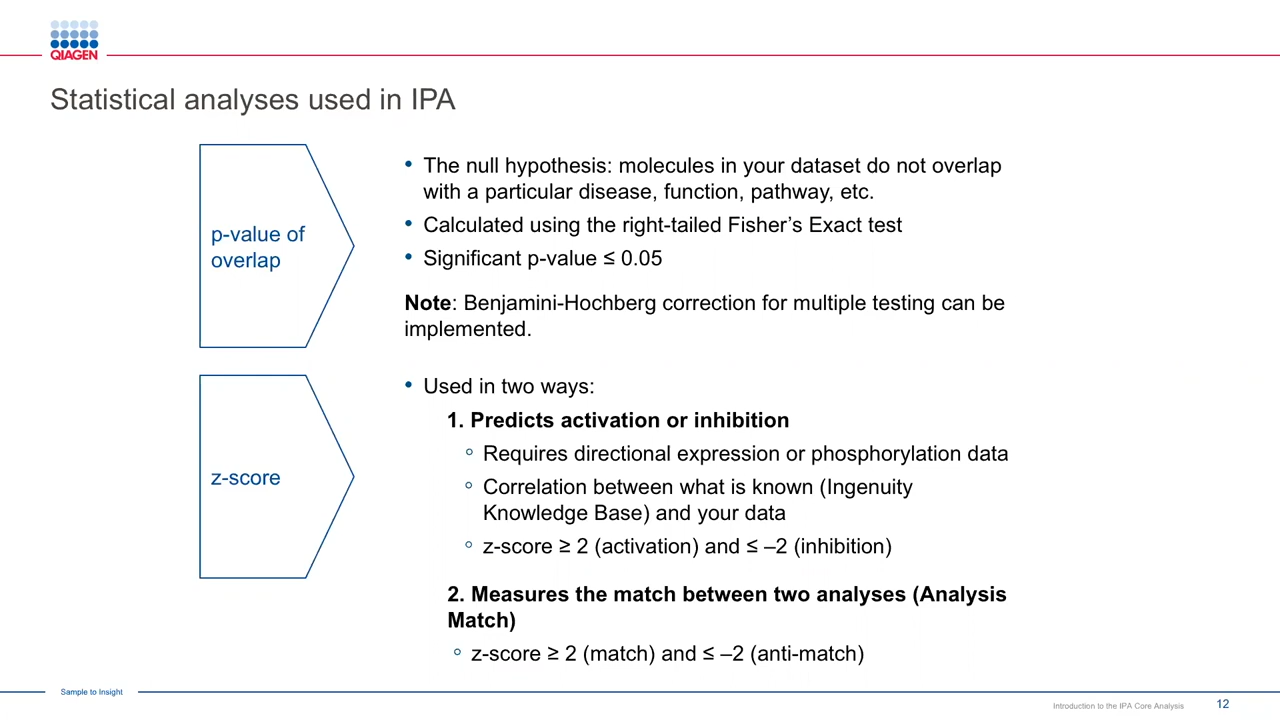 QIAGEN
Statistical analyses used in IPA
p-value of
overlap
• The null hypothesis: molecules in your dataset do not overlap
with a particular disease, function, pathway, etc.
• Calculated using the right-tailed Fisher’s Exact test
• Significant p-value ≤ 0.05
Note: Benjamini-Hochberg correction for multiple testing can be
implemented.
z-score
• Used in two ways:
1. Predicts activation or inhibition
◦ Requires directional expression or phosphorylation data
◦ Correlation between what is known (Ingenuity
Knowledge Base) and your data
◦ z-score ≥ 2 (activation) and ≤ –2 (inhibition)
2. Measures the match between two analyses (Analysis
Match)
◦ z-score ≥ 2 (match) and ≤ –2 (anti-match)
Sample to Insight
Introduction to the IPA Core Analysis 12